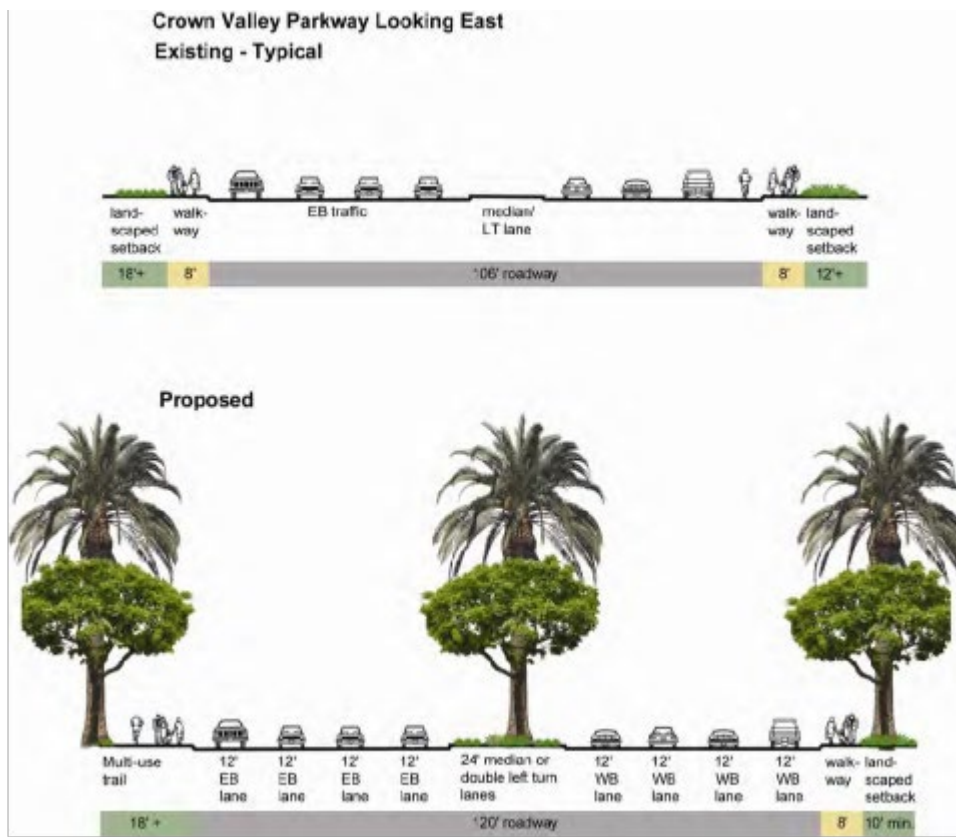 Crown Valley Parkway Looking East
Existing - Typical
land-
scaped
setback
walk-
way
EB traffic
median/
LT lane
walk-
way
land-
scaped
setback
18'+
8'
106' roadway
8'
12'+
Proposed
Multi-use
trail
12'
EB
lane
12'
EB
lane
12'
EB
lane
12'
EB
lane
24' median or
double left turn
lanes
12'
WB
lane
12'
WB
lane
12'
WB
lane
12'
WB
lane
walk-
way
land-
scaped
setback
18' +
120' roadway
8'
10' min.